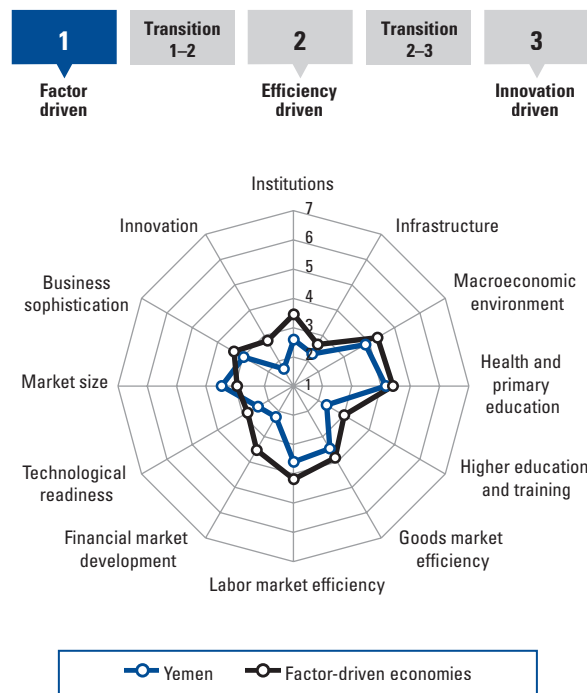 1
Transition
1–2
2
Transition
2–3
3
Factor
driven
Efficiency
driven
Innovation
driven
Institutions
7
6
5
4
3
2
1
Infrastructure
Macroeconomic
environment
Health and
primary
education
Higher education
and training
Goods market
efficiency
Labor market efficiency
Financial market
development
Technological
readiness
Market size
Business
sophistication
Innovation
Yemen
Factor-driven economies